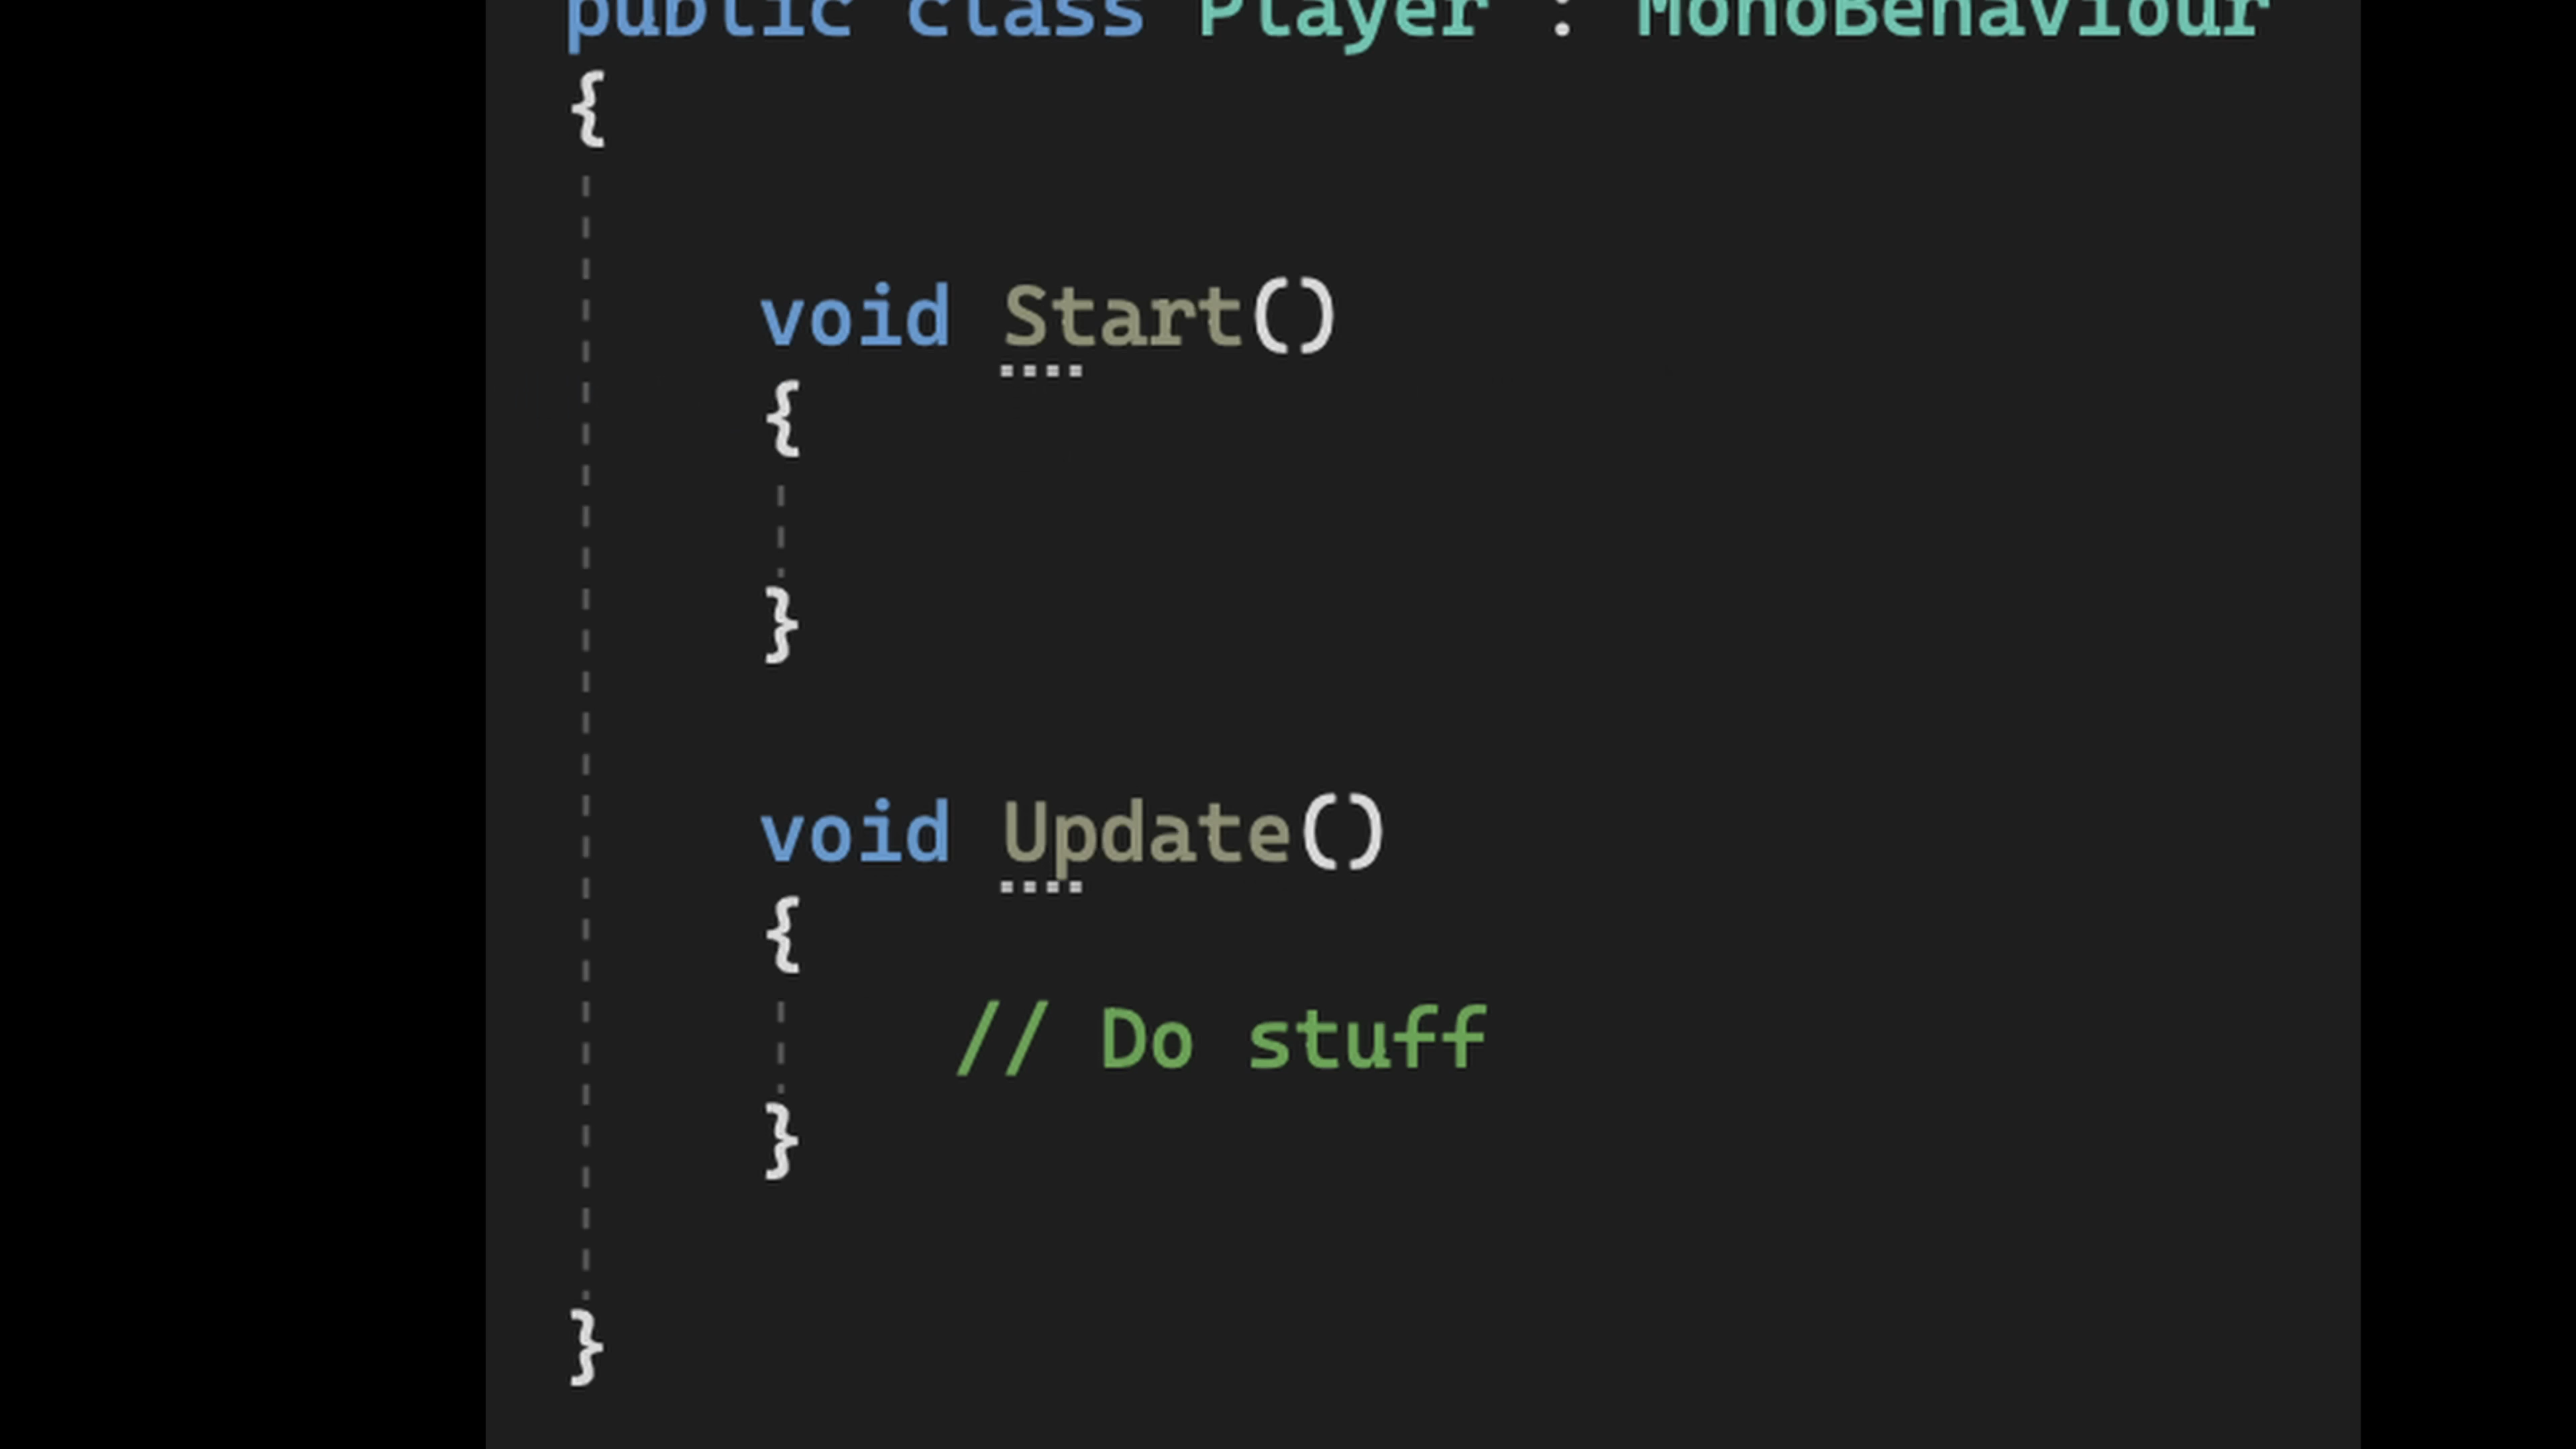 public class Player : MonoBehaviour
{
void Start()
{
}
void Update()
{
// Do stuff
}
}